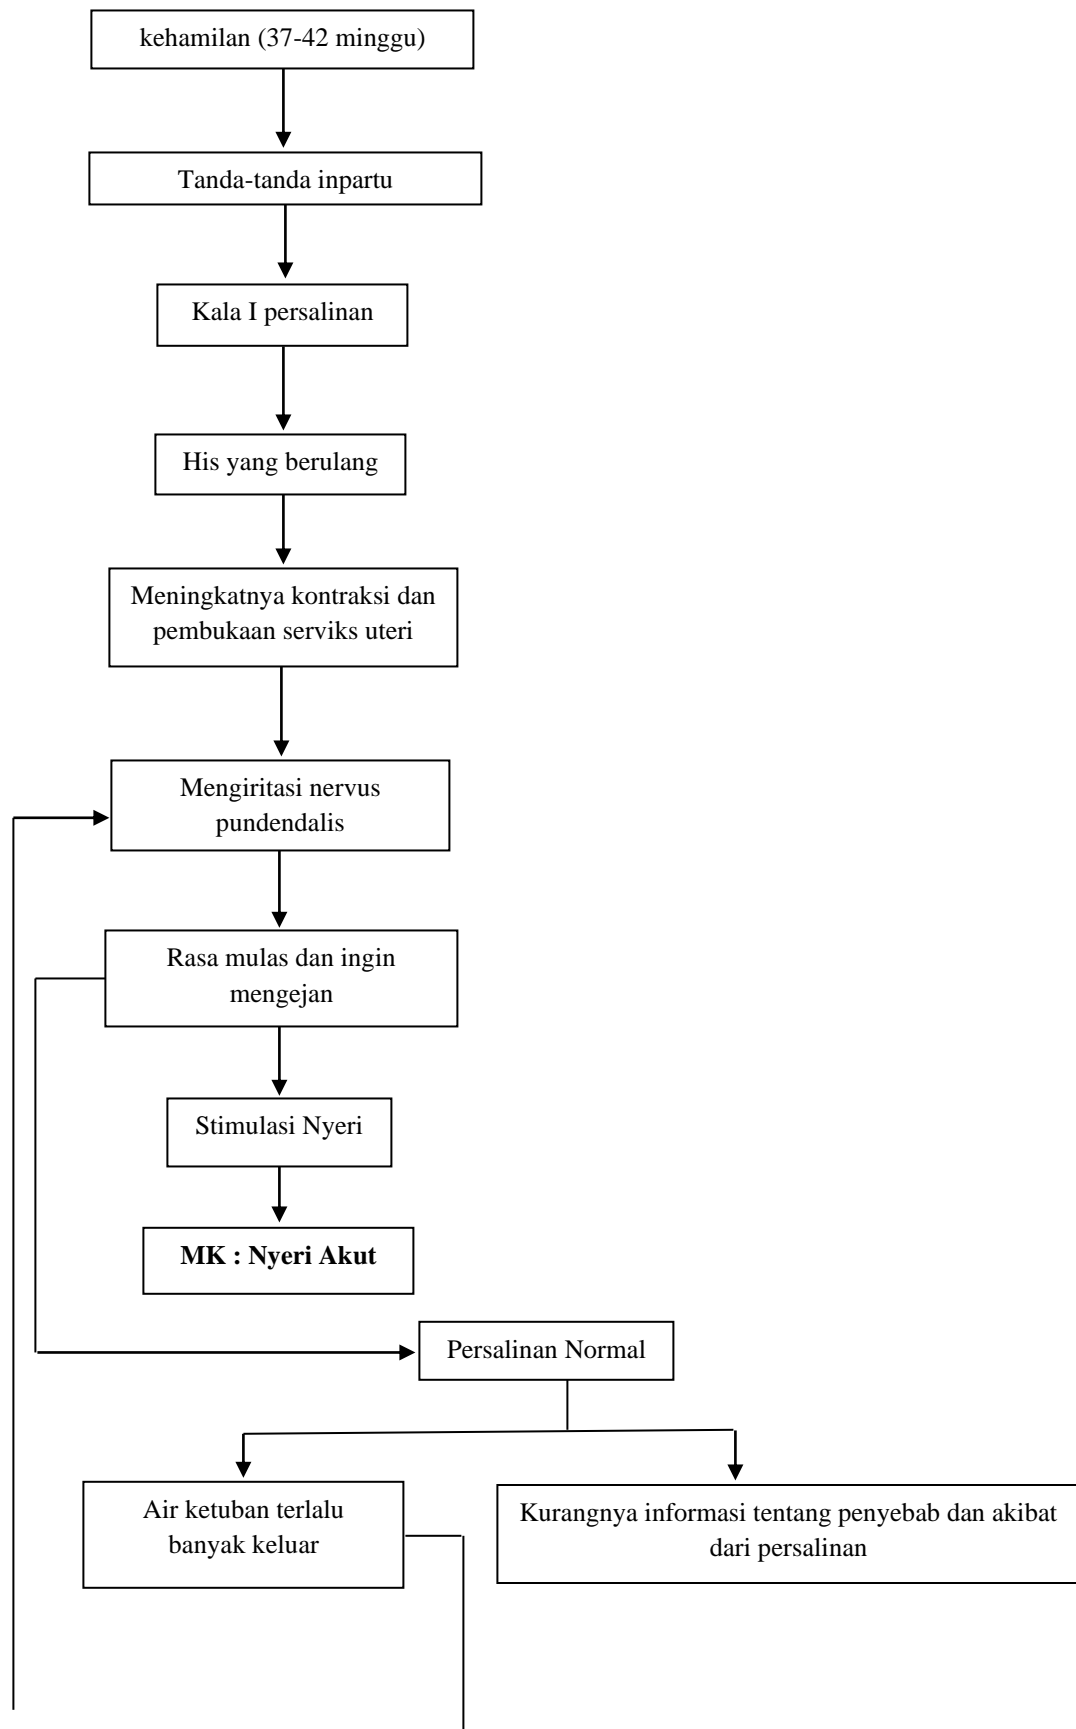 kehamilan (37-42 minggu)
Tanda-tanda inpartu
Kala I persalinan
His yang berulang
Meningkatnya kontraksi dan
pembukaan serviks uteri
Mengiritasi nervus
pundendalis
Rasa mulas dan ingin
mengejan
Stimulasi Nyeri
MK : Nyeri Akut
Persalinan Normal
Air ketuban terlalu
banyak keluar
Kurangnya informasi tentang penyebab dan akibat
dari persalinan